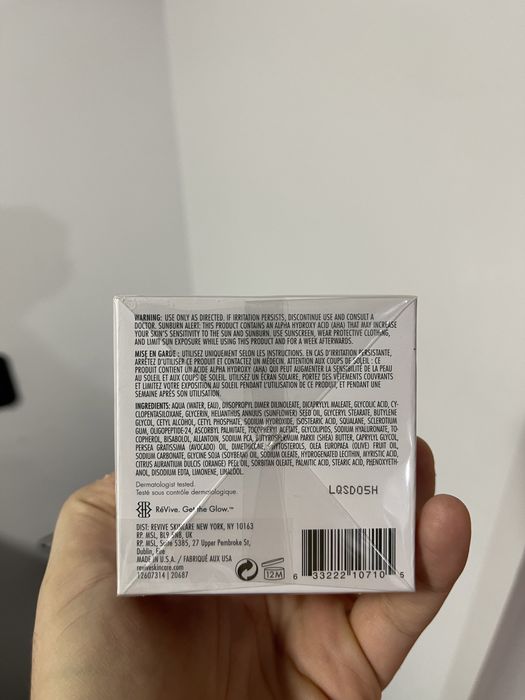 WARNING: USE ONLY AS DIRECTED. IF IRRITATION PERSISTS, DISCONTINUE USE AND CONSULT A
DOCTOR. SUNBURN ALERT: THIS PRODUCT CONTAINS AN ALPHA HYDROXY ACID (AHA) THAT MAY INCREASE
YOUR SKIN'S SENSITIVITY TO THE SUN AND SUNBURN. USE SUNSCREEN, WEAR PROTECTIVE CLOTHING,
AND LIMIT SUN EXPOSURE WHILE USING THIS PRODUCT AND FOR A WEEK AFTERWARDS.
MISE EN GARDE : UTILISEZ UNIQUEMENT SELON LES INSTRUCTIONS. EN CAS D'IRRITATION PERSISTANTE,
ARRÊTEZ D'UTILISER CE PRODUIT ET CONTACTEZ UN MÉDECIN. ATTENTION AUX COUPS DE SOLEIL : CE
PRODUIT CONTIENT UN ACIDE ALPHA HYDROXY (AHA) QUI PEUT AUGMENTER LA SENSIBILITÉ DE LA PEAU
AU SOLEIL ET AUX COUPS DE SOLEIL. UTILISEZ UN ÉCRAN SOLAIRE, PORTEZ DES VÊTEMENTS COUVRANTS
ET LIMITEZ VOTRE EXPOSITION AU SOLEIL PENDANT L'UTILISATION DE CE PRODUIT, ET PENDANT UNE
SEMAINE APRÈS SON UTILISATION.
INGREDIENTS: AQUA (WATER, EAU), DIISOPROPYL DIMER DILINOLEATE, DICAPRYLYL MALEATE, GLYCOLIC ACID, CY-
CLOPENTASILOXANE, GLYCERIN, HELIANTHUS ANNUUS (SUNFLOWER) SEED OIL, GLYCERYL STEARATE, BUTYLENE
GLYCOL, CETYL ALCOHOL, CETYL PHOSPHATE, SODIUM HYDROXIDE, ISOSTEARIC ACID, SQUALANE, SCLEROTIUM
GUM, OLIGOPEPTIDE-24, ASCORBYL PALMITATE, TOCOPHERYL ACETATE, GLYCOLIPIDS, SODIUM HYALURONATE, TO-
COPHEROL, BISABOLOL, ALLANTOIN, SODIUM PCA, BUTYROSPERMUM PARKII (SHEA) BUTTER, CAPRYLYL GLYCOL,
PERSEA GRATISSIMA (AVOCADO) OIL, DIMETHICONE, PHYTOSTEROLS, OLEA EUROPAEA (OLIVE) FRUIT OIL,
SODIUM CARBONATE, GLYCINE SOJA (SOYBEAN) OIL, SODIUM OLEATE, HYDROGENATED LECITHIN, MYRISTIC ACID,
CITRUS AURANTIUM DULCIS (ORANGE) PEEL OIL, SORBITAN OLEATE, PALMITIC ACID, STEARIC ACID, PHENOXYETH-
ANOL, DISODIUM EDTA, LIMONENE, LINALOOL.
Dermatologist tested.
Testé sous contrôle dermatologique.
LQSD05H
RéVive. Get the Glow.™
DIST: REVIVE SKINCARE NEW YORK, NY 10163
RP. MSL, BL9 5NB, UK
RP. MSL, Suite 5385, 27 Upper Pembroke St,
Dublin, Eire
MADE IN U.S.A. / FABRIQUÉ AUX USA
reviveskincare.com
12607314 | 20687
12M
6 33222 10710 5